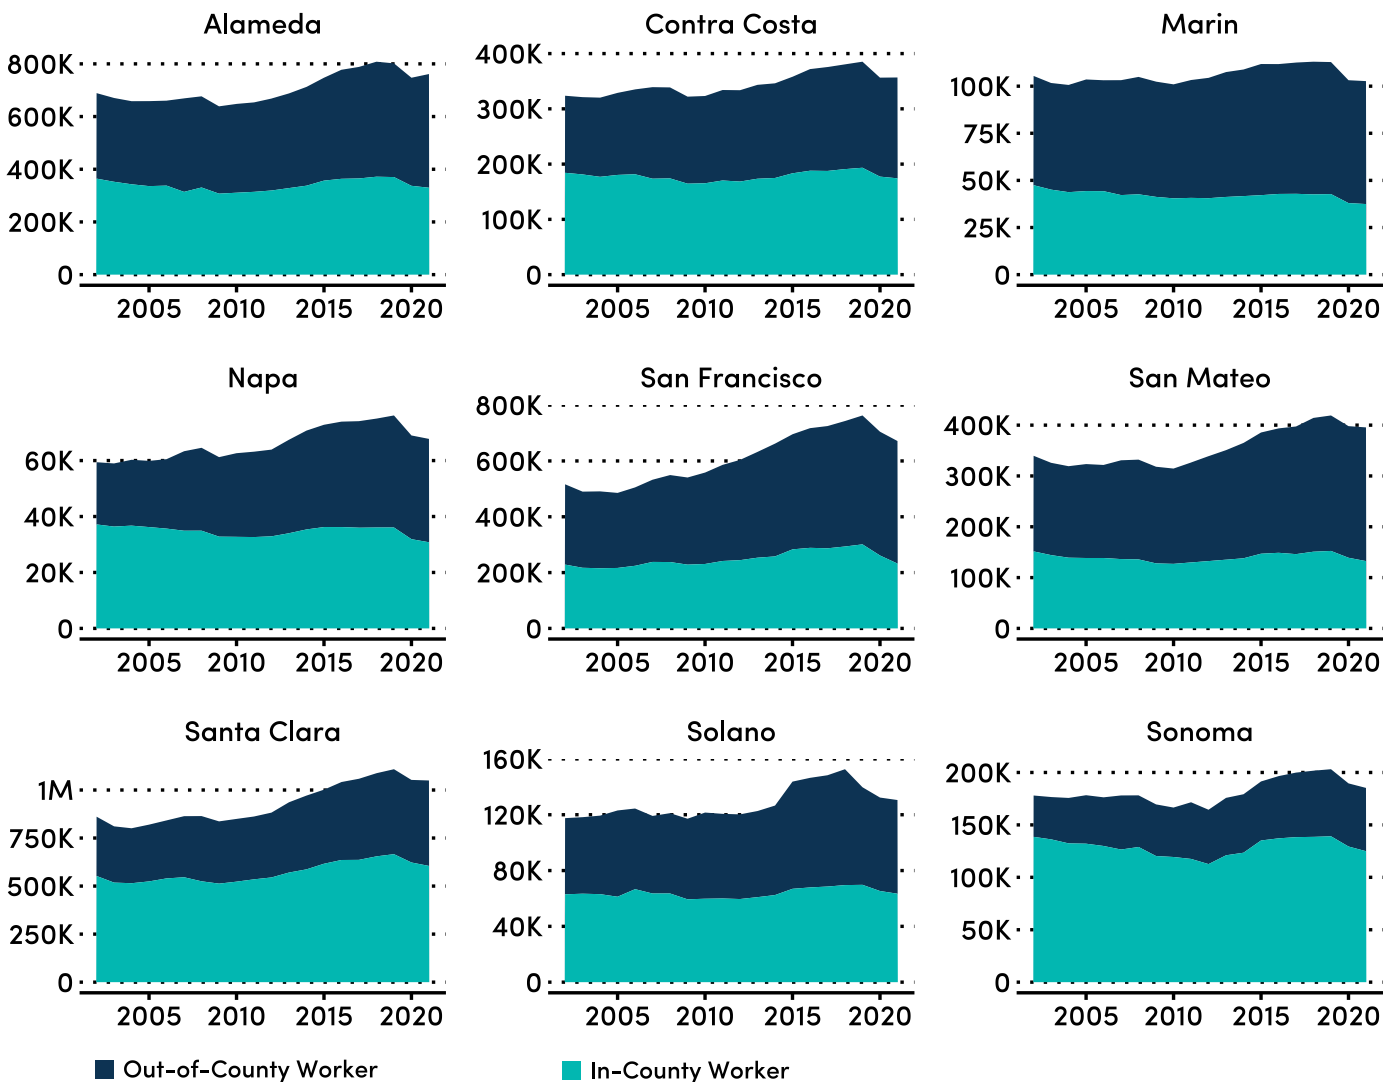 Alameda
Contra Costa
Marin
800K
600K
400K
200K
0
2005 2010 2015 2020
400K
300K
200K
100K
0
2005 2010 2015 2020
100K
75K
50K
25K
0
2005 2010 2015 2020
Napa
San Francisco
San Mateo
60K
40K
20K
0
2005 2010 2015 2020
800K
600K
400K
200K
0
2005 2010 2015 2020
400K
300K
200K
100K
0
2005 2010 2015 2020
Santa Clara
Solano
Sonoma
1M
750K
500K
250K
0
2005 2010 2015 2020
160K
120K
80K
40K
0
2005 2010 2015 2020
200K
150K
100K
50K
0
2005 2010 2015 2020
Out-of-County Worker
In-County Worker